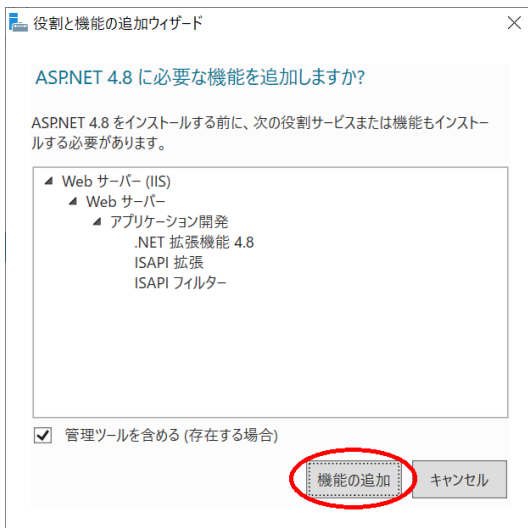 役割と機能の追加ウィザード
ASP.NET 4.8 に必要な機能を追加しますか?
ASP.NET 4.8 をインストールする前に、次の役割サービスまたは機能もインストー
ルする必要があります。
Web サーバー (IIS)
Web サーバー
アプリケーション開発
.NET 拡張機能 4.8
ISAPI 拡張
ISAPI フィルター
管理ツールを含める (存在する場合)
機能の追加 キャンセル